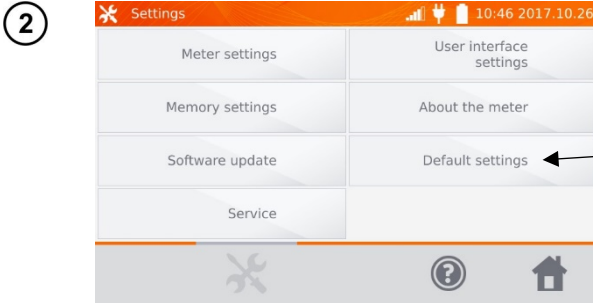 2
Settings
10:46 2017.10.26
Meter settings
User interface
settings
Memory settings
About the meter
Software update
Default settings
Service
?